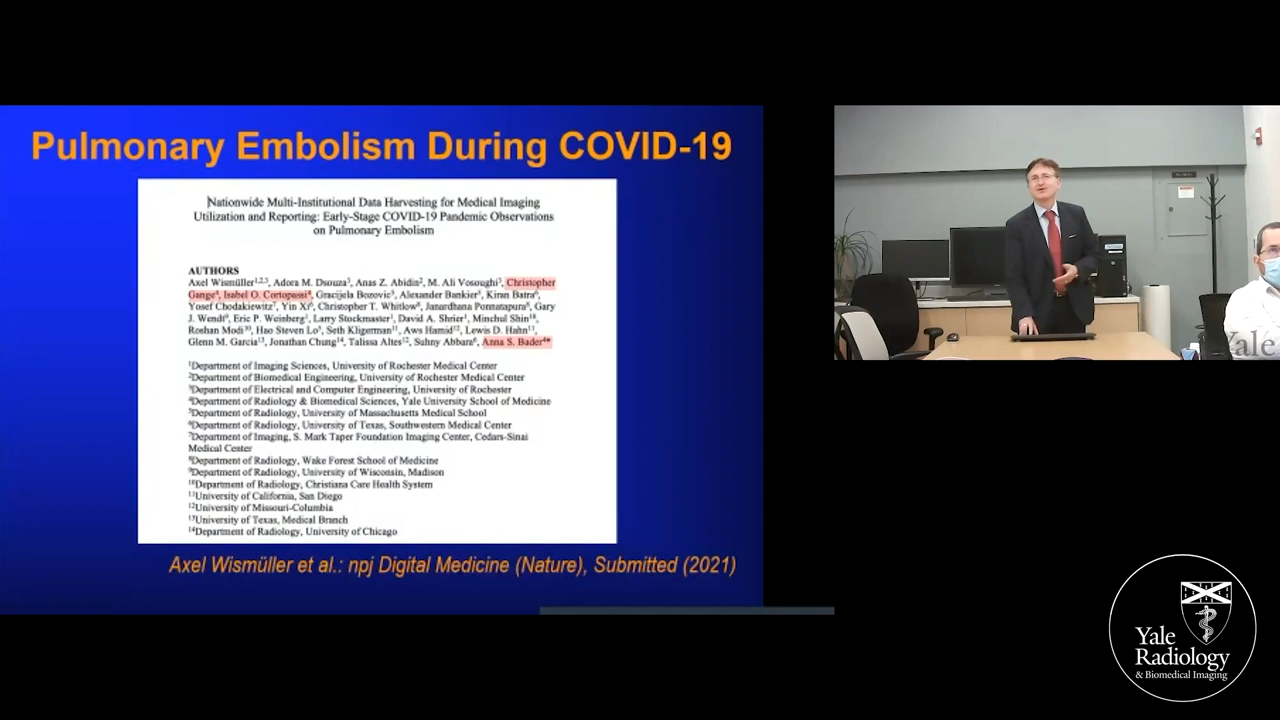 Pulmonary Embolism During COVID-19
Nationwide Multi-Institutional Data Harvesting for Medical Imaging
Utilization and Reporting: Early-Stage COVID-19 Pandemic Observations
on Pulmonary Embolism
AUTHORS
Axel Wismüller¹,²,³, Adora M. Dsouza³, Anas Z. Abidin², M. Ali Vosoughi³, Christopher
Gange⁴, Isabel O. Cortopassi⁴, Gracijela Bozovic⁵, Alexander Bankier⁵, Kiran Batra⁶,
Yosef Chodakiewitz⁷, Yin Xi⁶, Christopher T. Whitlow⁸, Janardhana Ponnatapura⁸, Gary
J. Wendt⁹, Eric P. Weinberg¹, Larry Stockmaster¹, David A. Shrier¹, Minchul Shin¹⁰,
Roshan Modi¹⁰, Hao Steven Lo⁵, Seth Kligerman¹¹, Aws Hamid¹², Lewis D. Hahn¹¹,
Glenn M. Garcia¹³, Jonathan Chung¹⁴, Talissa Altes¹², Suhny Abbara⁶, Anna S. Bader⁴*
¹Department of Imaging Sciences, University of Rochester Medical Center
²Department of Biomedical Engineering, University of Rochester Medical Center
³Department of Electrical and Computer Engineering, University of Rochester
⁴Department of Radiology & Biomedical Sciences, Yale University School of Medicine
⁵Department of Radiology, University of Massachusetts Medical School
⁶Department of Radiology, University of Texas, Southwestern Medical Center
⁷Department of Imaging, S. Mark Taper Foundation Imaging Center, Cedars-Sinai
Medical Center
⁸Department of Radiology, Wake Forest School of Medicine
⁹Department of Radiology, University of Wisconsin, Madison
¹⁰Department of Radiology, Christiana Care Health System
¹¹University of California, San Diego
¹²University of Missouri-Columbia
¹³University of Texas, Medical Branch
¹⁴Department of Radiology, University of Chicago
Axel Wismüller et al.: npj Digital Medicine (Nature), Submitted (2021)
Yale
Yale
Radiology
& Biomedical Imaging